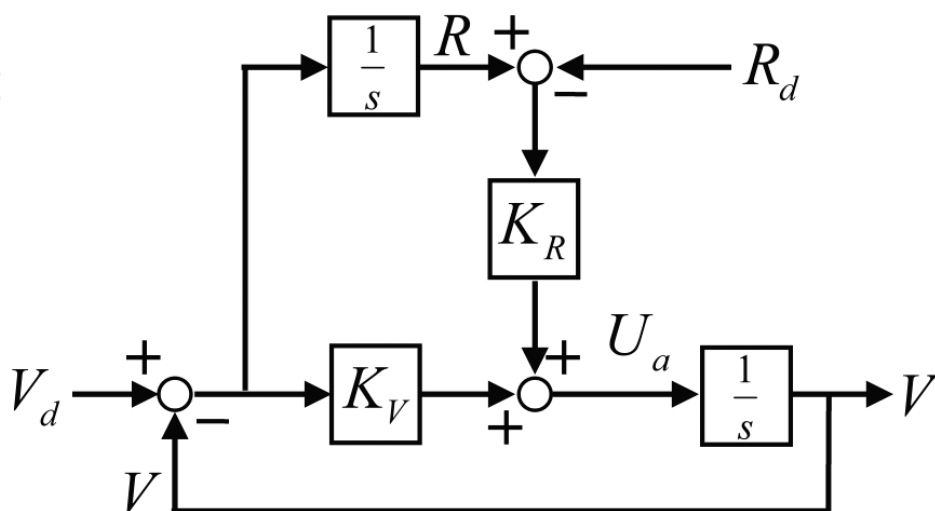 1
s
R
+
−
R_d
K_R
V_d
+
−
K_V
+
+
U_a
1
s
V
V